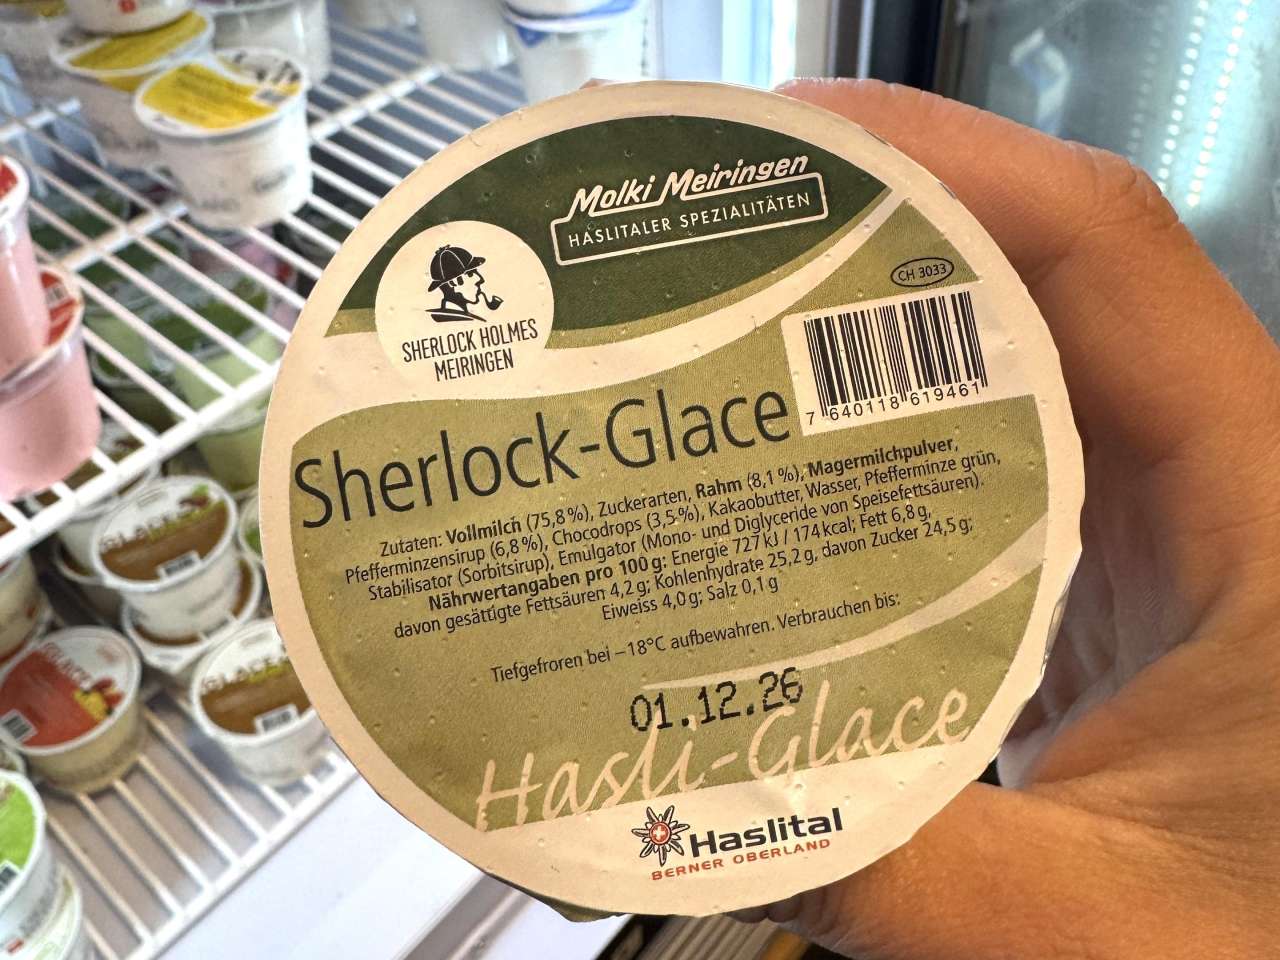 Molki Meiringen
HASLITALER SPEZIALITÄTEN
SHERLOCK HOLMES
MEIRINGEN
CH 3033
7 640118 619461
Sherlock-Glace
Zutaten: Vollmilch (75,8 %), Zuckerarten, Rahm (8,1 %), Magermilchpulver,
Pfefferminzensirup (6,8 %), Chocodrops (3,5 %), Kakaobutter, Wasser, Pfefferminze grün,
Stabilisator (Sorbitsirup), Emulgator (Mono- und Diglyceride von Speisefettsäuren).
Nährwertangaben pro 100 g: Energie 727 kJ / 174 kcal; Fett 6,8 g,
davon gesättigte Fettsäuren 4,2 g; Kohlenhydrate 25,2 g, davon Zucker 24,5 g;
Eiweiss 4,0 g; Salz 0,1 g
Tiefgefroren bei –18°C aufbewahren. Verbrauchen bis:
01.12.26
Hasli-Glace
Haslital
BERNER OBERLAND